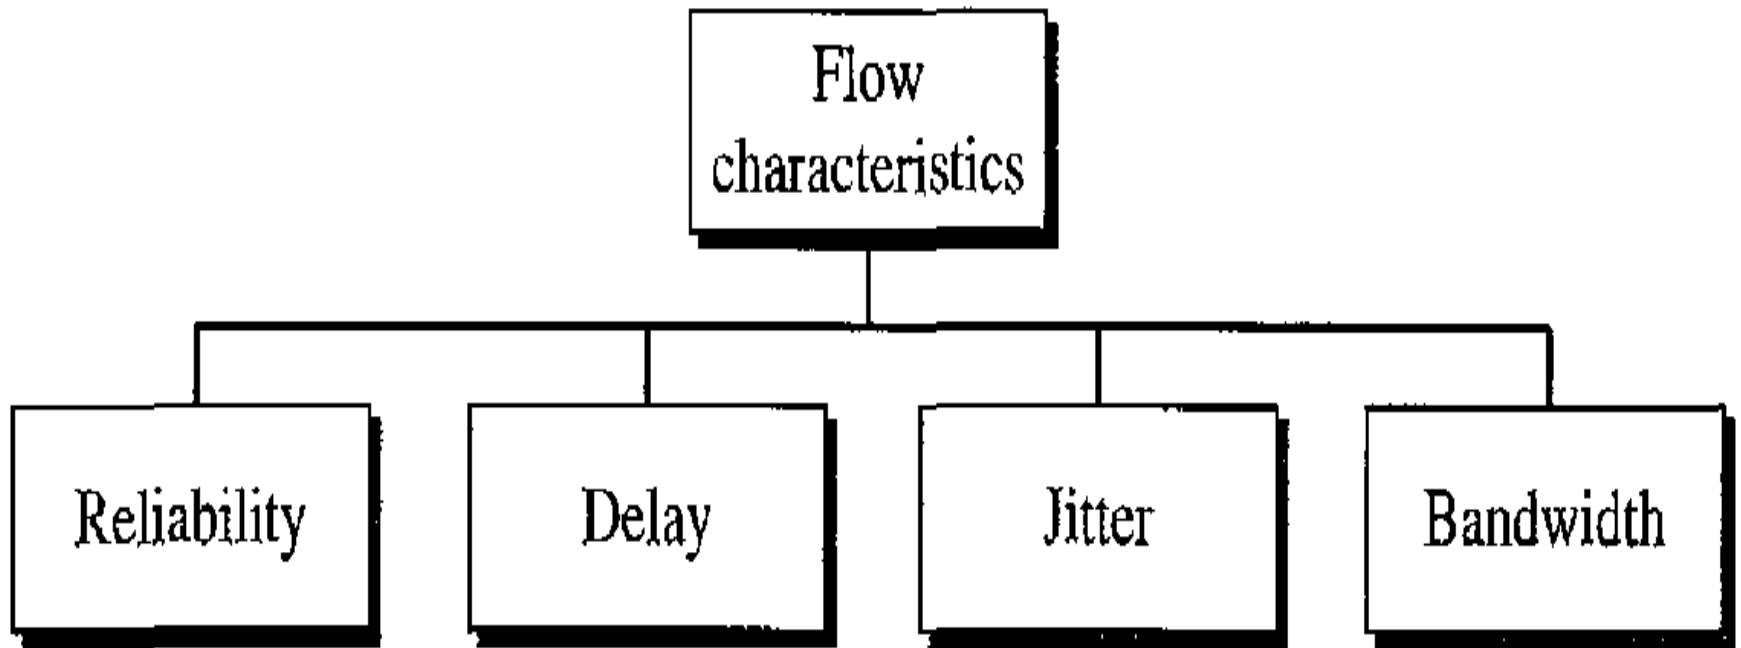 Flow
characteristics
Reliability
Delay
Jitter
Bandwidth